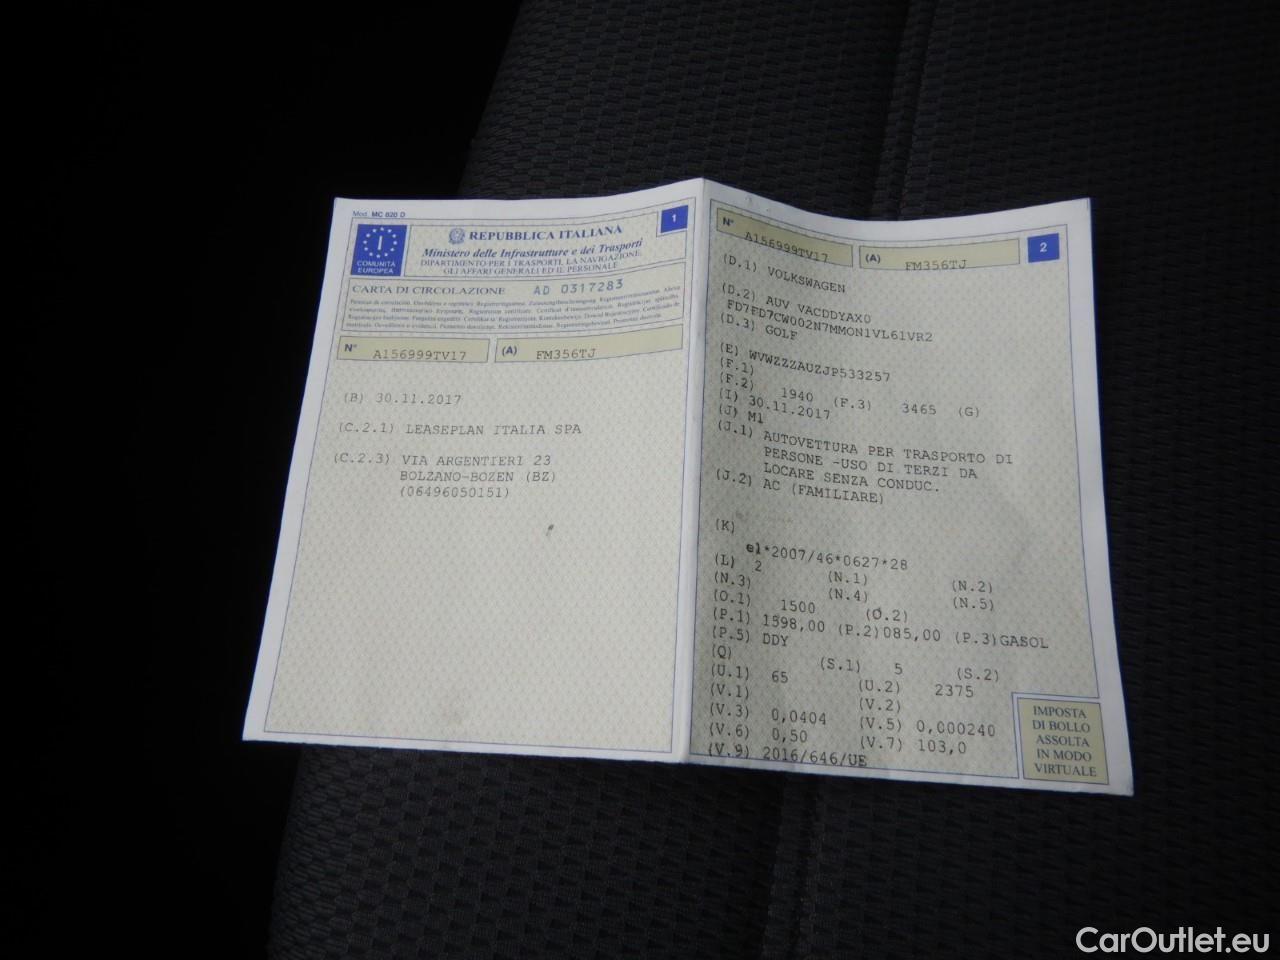 Mod. MC 820 D
1
I
COMUNITÀ
EUROPEA
REPUBBLICA ITALIANA
Ministero delle Infrastrutture e dei Trasporti
DIPARTIMENTO PER I TRASPORTI, LA NAVIGAZIONE,
GLI AFFARI GENERALI ED IL PERSONALE
CARTA DI CIRCOLAZIONE AD 0317283
N° A156999TV17 (A) FM356TJ
(B) 30.11.2017
(C.2.1) LEASEPLAN ITALIA SPA
(C.2.3) VIA ARGENTIERI 23
BOLZANO-BOZEN (BZ)
(06496050151)
N° A156999TV17 (A) FM356TJ
2
(D.1) VOLKSWAGEN
(D.2) AUV VACDDYAX0
FD7FD7CW002N7MMON1VL61VR2
(D.3) GOLF
(E) WVWZZZAUZJP533257
(F.1)
(F.2) 1940 (F.3) 3465 (G)
(I) 30.11.2017
(J) M1
(J.1) AUTOVETTURA PER TRASPORTO DI
PERSONE -USO DI TERZI DA
LOCARE SENZA CONDUC.
(J.2) AC (FAMILIARE)
(K)
e1*2007/46*0627*28
(L) 2 (N.1) (N.2)
(N.3) (N.4) (N.5)
(O.1) 1500 (O.2)
(P.1) 1598,00 (P.2)085,00 (P.3)GASOL
(P.5) DDY
(Q) (S.1) 5 (S.2)
(U.1) 65 (U.2) 2375
(V.1) (V.2)
(V.3) 0,0404 (V.5) 0,000240
(V.6) 0,50 (V.7) 103,0
(V.9) 2016/646/UE
IMPOSTA
DI BOLLO
ASSOLTA
IN MODO
VIRTUALE
CarOutlet.eu